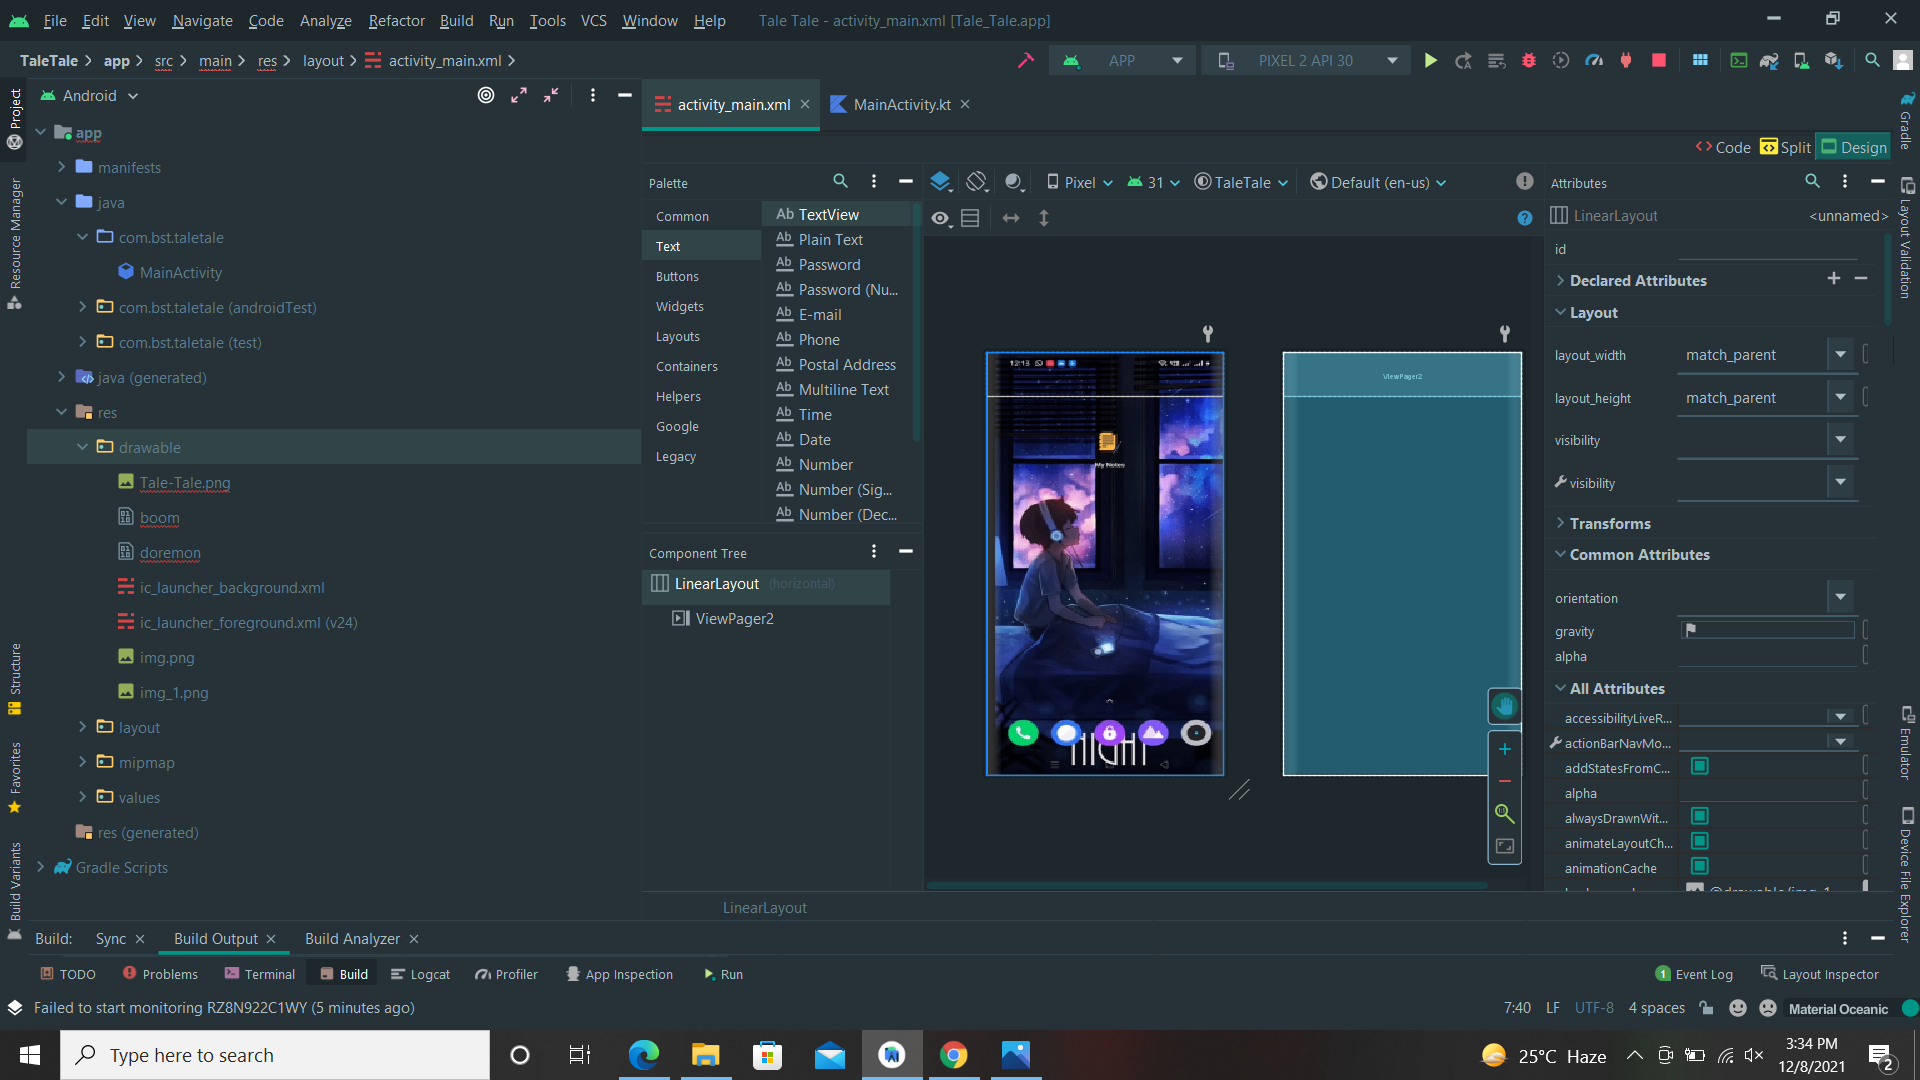 File Edit View Navigate Code Analyze Refactor Build Run Tools VCS Window Help Tale Tale - activity_main.xml [Tale_Tale.app]
TaleTale app src main res layout activity_main.xml APP PIXEL 2 API 30
Project
Resource Manager
Structure
Favorites
Build Variants
Android
app
manifests
java
com.bst.taletale
MainActivity
com.bst.taletale (androidTest)
com.bst.taletale (test)
java (generated)
res
drawable
Tale-Tale.png
boom
doremon
ic_launcher_background.xml
ic_launcher_foreground.xml (v24)
img.png
img_1.png
layout
mipmap
values
res (generated)
Gradle Scripts
activity_main.xml MainActivity.kt
Code Split Design
Palette
Common
Text
Buttons
Widgets
Layouts
Containers
Helpers
Google
Legacy
Ab TextView
Ab Plain Text
Ab Password
Ab Password (Nu...
Ab E-mail
Ab Phone
Ab Postal Address
Ab Multiline Text
Ab Time
Ab Date
Ab Number
Ab Number (Sig...
Ab Number (Dec...
Component Tree
LinearLayout (horizontal)
ViewPager2
Pixel 31 TaleTale Default (en-us)
12:13
My Notes
NIGHT
ViewPager2
LinearLayout
Attributes
LinearLayout <unnamed>
id
Declared Attributes
Layout
layout_width match_parent
layout_height match_parent
visibility
visibility
Transforms
Common Attributes
orientation
gravity
alpha
All Attributes
accessibilityLiveR...
actionBarNavMo...
addStatesFromC...
alpha
alwaysDrawnWit...
animateLayoutCh...
animationCache
@drawable/img_1
Gradle
Layout Validation
Emulator
Device File Explorer
Build: Sync Build Output Build Analyzer
TODO Problems Terminal Build Logcat Profiler App Inspection Run 1 Event Log Layout Inspector
Failed to start monitoring RZ8N922C1WY (5 minutes ago) 7:40 LF UTF-8 4 spaces Material Oceanic
Type here to search 25°C Haze 3:34 PM
12/8/2021 2